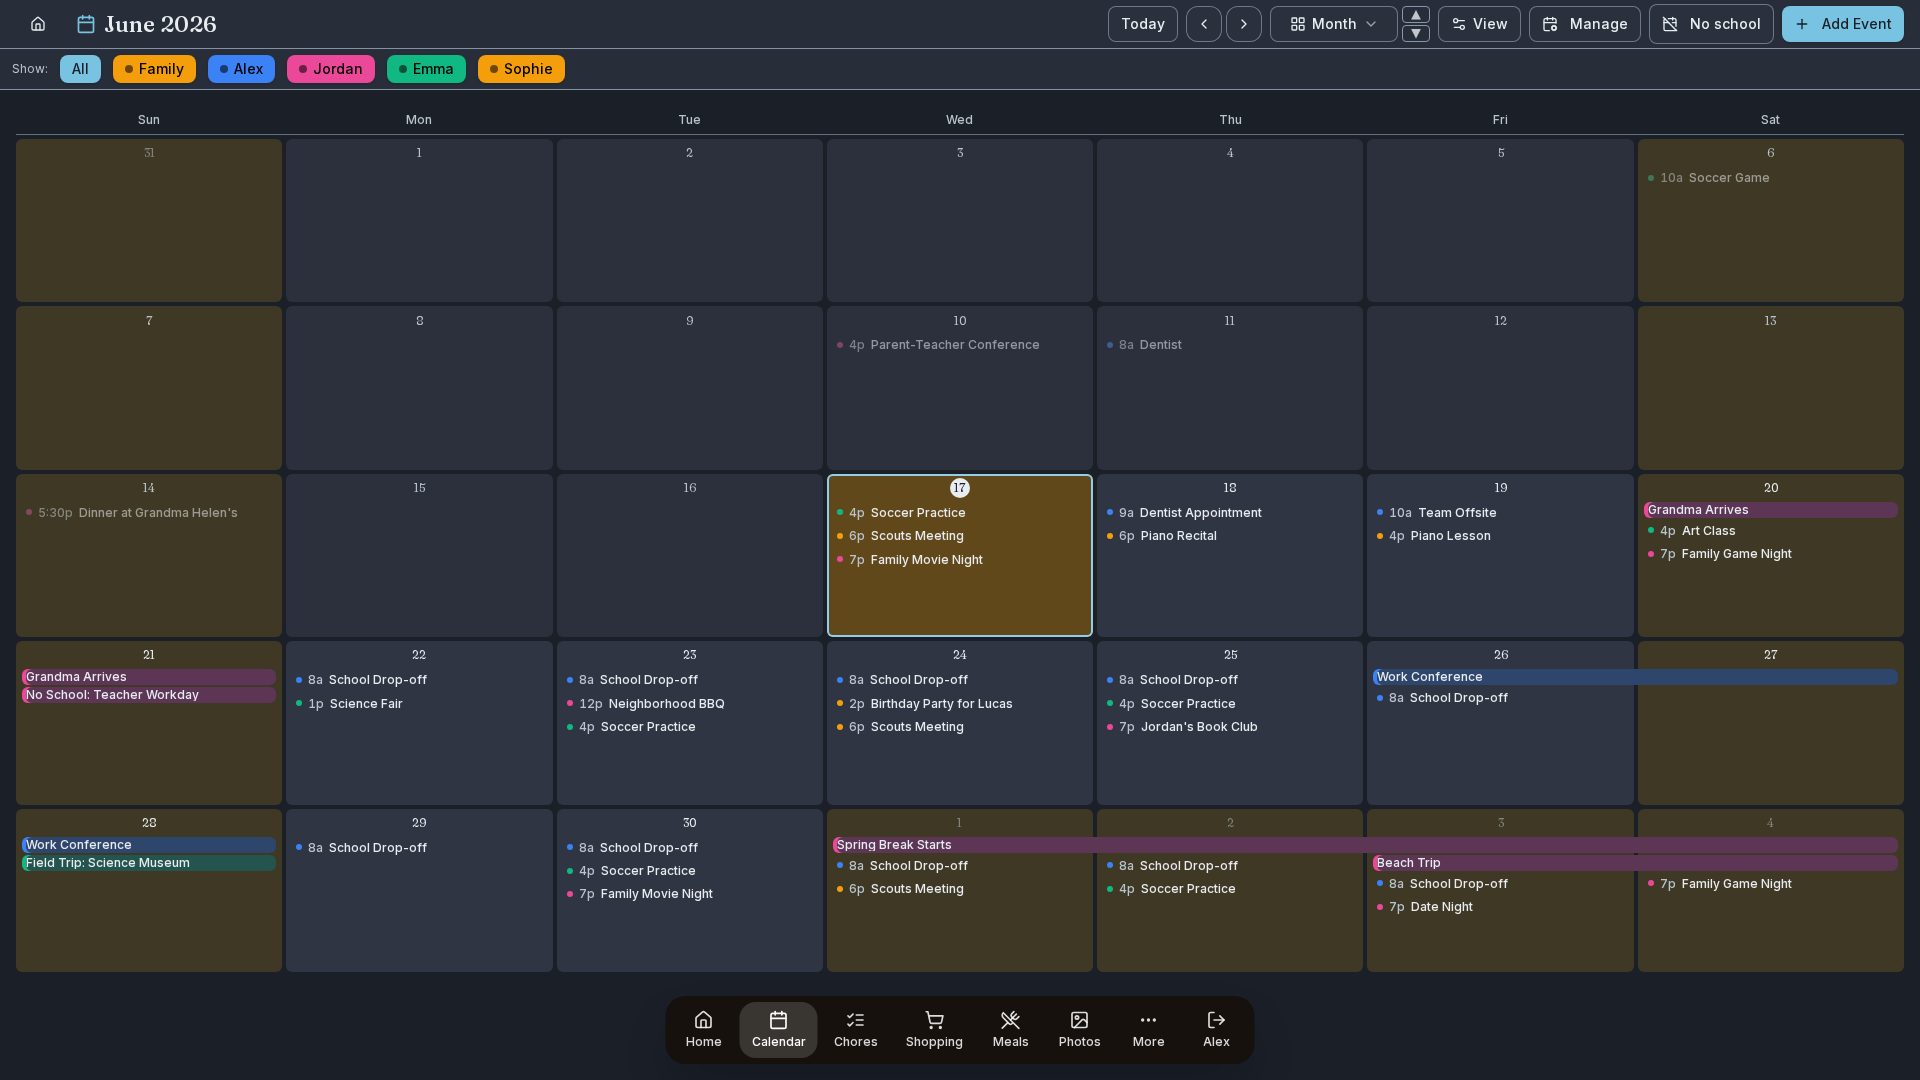 June 2026
Today
Month
▲
▼
View
Manage
No school
Add Event
Show:
All
Family
Alex
Jordan
Emma
Sophie
Sun Mon Tue Wed Thu Fri Sat
31 1 2 3 4 5 6
10a Soccer Game
7 8 9 10 11 12 13
4p Parent-Teacher Conference
8a Dentist
14 15 16 17 18 19 20
5:30p Dinner at Grandma Helen's
4p Soccer Practice
6p Scouts Meeting
7p Family Movie Night
9a Dentist Appointment
6p Piano Recital
10a Team Offsite
4p Piano Lesson
Grandma Arrives
4p Art Class
7p Family Game Night
21 22 23 24 25 26 27
Grandma Arrives
No School: Teacher Workday
8a School Drop-off
1p Science Fair
8a School Drop-off
12p Neighborhood BBQ
4p Soccer Practice
8a School Drop-off
2p Birthday Party for Lucas
6p Scouts Meeting
8a School Drop-off
4p Soccer Practice
7p Jordan's Book Club
Work Conference
8a School Drop-off
28 29 30 1 2 3 4
Work Conference
Field Trip: Science Museum
8a School Drop-off
8a School Drop-off
4p Soccer Practice
7p Family Movie Night
Spring Break Starts
8a School Drop-off
6p Scouts Meeting
8a School Drop-off
4p Soccer Practice
Beach Trip
8a School Drop-off
7p Date Night
7p Family Game Night
Home
Calendar
Chores
Shopping
Meals
Photos
More
Alex